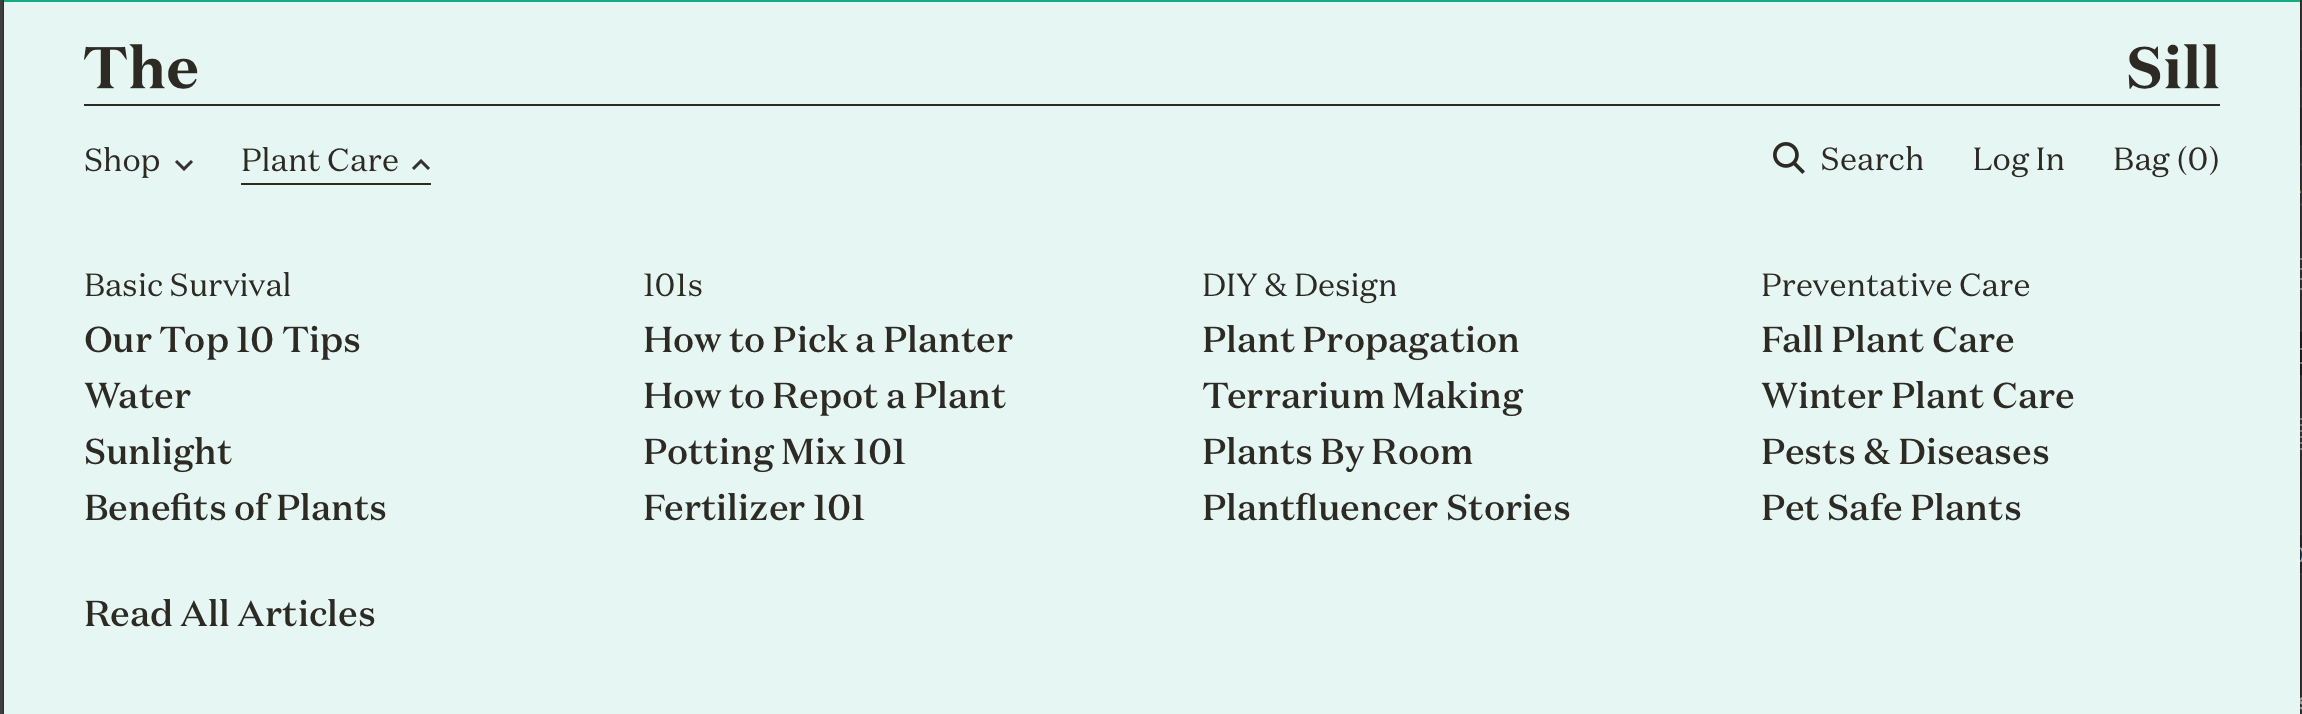 The Sill
Shop Plant Care Search Log In Bag (0)
Basic Survival
Our Top 10 Tips
Water
Sunlight
Benefits of Plants
101s
How to Pick a Planter
How to Repot a Plant
Potting Mix 101
Fertilizer 101
DIY & Design
Plant Propagation
Terrarium Making
Plants By Room
Plantfluencer Stories
Preventative Care
Fall Plant Care
Winter Plant Care
Pests & Diseases
Pet Safe Plants
Read All Articles